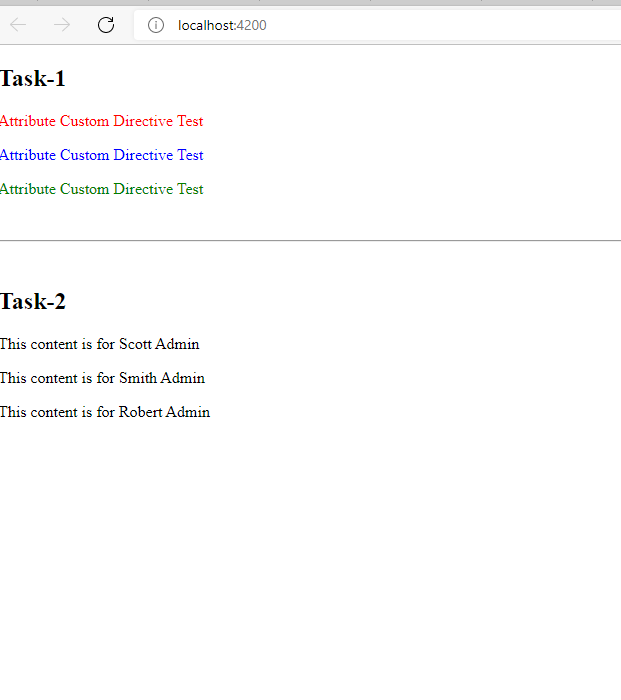 localhost:4200
Task-1
Attribute Custom Directive Test
Attribute Custom Directive Test
Attribute Custom Directive Test
Task-2
This content is for Scott Admin
This content is for Smith Admin
This content is for Robert Admin